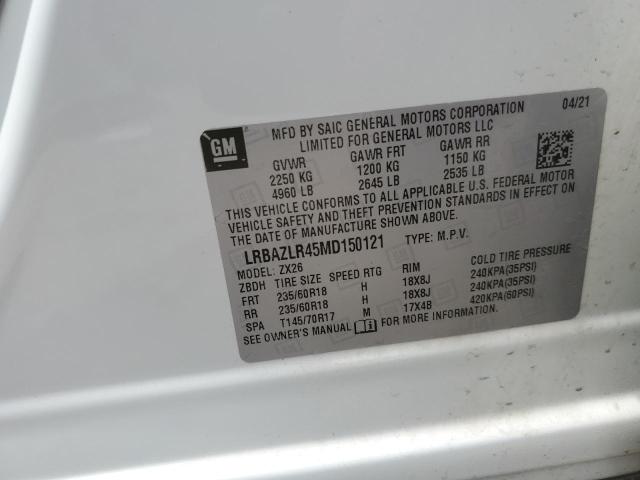 GM
MFD BY SAIC GENERAL MOTORS CORPORATION 04/21
LIMITED FOR GENERAL MOTORS LLC
GVWR GAWR FRT GAWR RR
2250 KG 1200 KG 1150 KG
4960 LB 2645 LB 2535 LB
THIS VEHICLE CONFORMS TO ALL APPLICABLE U.S. FEDERAL MOTOR
VEHICLE SAFETY AND THEFT PREVENTION STANDARDS IN EFFECT ON
THE DATE OF MANUFACTURE SHOWN ABOVE.
LRBAZLR45MD150121 TYPE: M.P.V.
MODEL: ZX26
ZBDH TIRE SIZE SPEED RTG RIM COLD TIRE PRESSURE
FRT 235/60R18 H 18X8J 240KPA(35PSI)
RR 235/60R18 H 18X8J 240KPA(35PSI)
SPA T145/70R17 M 17X4B 420KPA(60PSI)
SEE OWNER'S MANUAL FOR MORE INFORMATION.